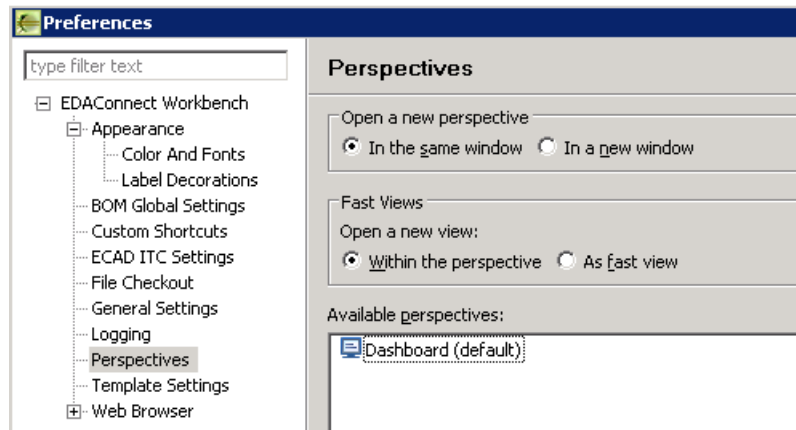 Preferences
type filter text
EDAConnect Workbench
Appearance
Color And Fonts
Label Decorations
BOM Global Settings
Custom Shortcuts
ECAD ITC Settings
File Checkout
General Settings
Logging
Perspectives
Template Settings
Web Browser
Perspectives
Open a new perspective
In the same window In a new window
Fast Views
Open a new view:
Within the perspective As fast view
Available perspectives:
Dashboard (default)